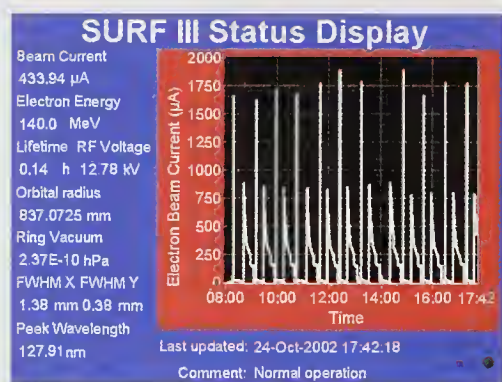 SURF III Status Display
Beam Current
433.94 µA
Electron Energy
140.0 MeV
Lifetime RF Voltage
0.14 h 12.78 kV
Orbital radius
837.0725 mm
Ring Vacuum
2.37E-10 hPa
FWHM X FWHM Y
1.38 mm 0.38 mm
Peak Wavelength
127.91 nm
Electron Beam Current (µA)
2000
1750
1500
1250
1000
750
500
250
0
08:00 10:00 12:00 14:00 16:00 17:42
Time
Last updated: 24-Oct-2002 17:42:18
Comment: Normal operation